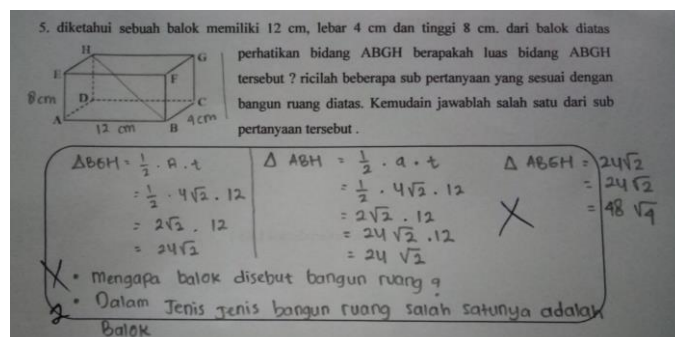 5. diketahui sebuah balok memiliki 12 cm, lebar 4 cm dan tinggi 8 cm. dari balok diatas
perhatikan bidang ABGH berapakah luas bidang ABGH
tersebut ? ricilah beberapa sub pertanyaan yang sesuai dengan
bangun ruang diatas. Kemudain jawablah salah satu dari sub
pertanyaan tersebut .
H G
E F
8cm D C
A B 4cm
12 cm
ΔBGH = 1/2 . A . t
= 1/2 . 4√2 . 12
= 2√2 . 12
= 24√2
Δ ABH = 1/2 . a . t
= 1/2 . 4√2 . 12
= 2√2 . 12
= 24√2 .12
= 24 √2
Δ ABGH = 24√2
= 24√2
= 48 √4
X
X • Mengapa balok disebut bangun ruang ?
2 • Dalam Jenis jenis bangun ruang salah satunya adalah
Balok